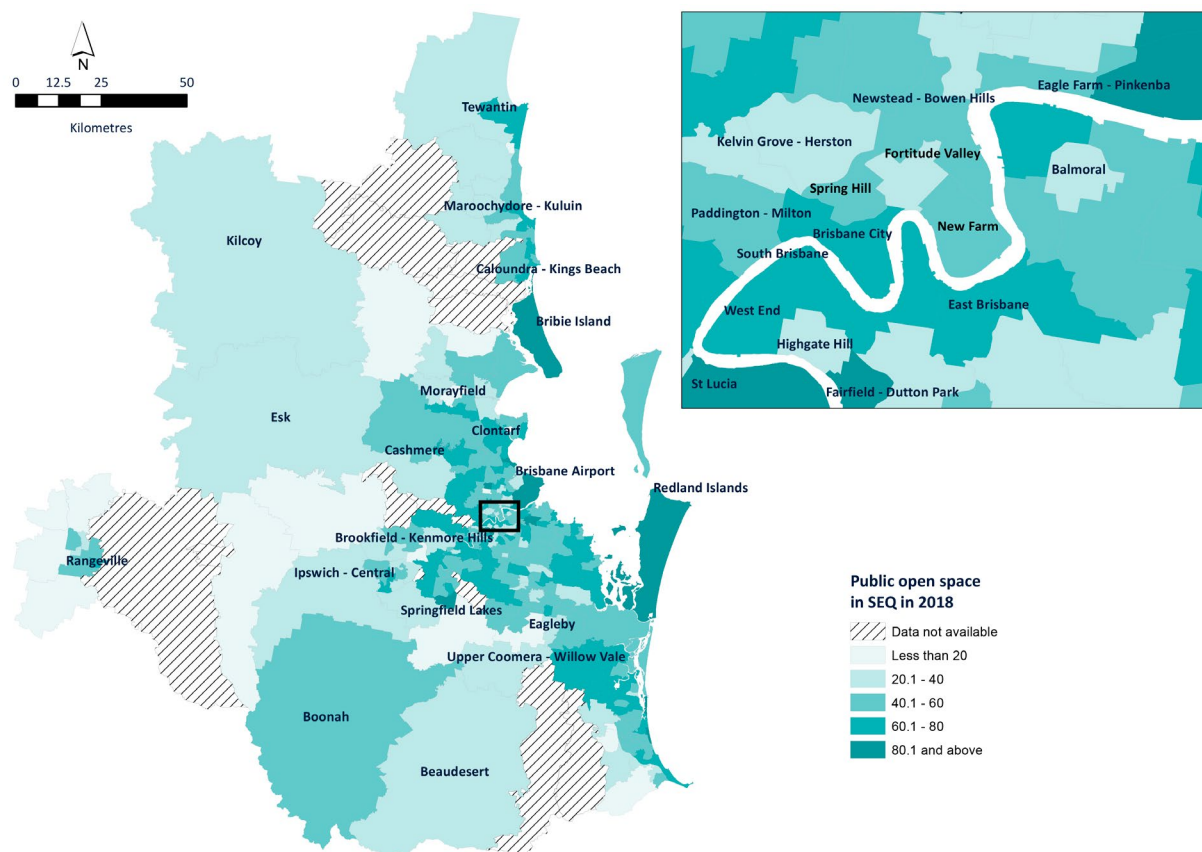 N
0 12.5 25 50
Kilometres
Tewantin
Maroochydore - Kuluin
Kilcoy
Caloundra - Kings Beach
Bribie Island
Morayfield
Esk
Clontarf
Cashmere
Brisbane Airport
Redland Islands
Brookfield - Kenmore Hills
Rangeville
Ipswich - Central
Springfield Lakes
Eagleby
Upper Coomera - Willow Vale
Boonah
Beaudesert
Eagle Farm - Pinkenba
Newstead - Bowen Hills
Kelvin Grove - Herston
Fortitude Valley
Balmoral
Spring Hill
Paddington - Milton
New Farm
Brisbane City
South Brisbane
East Brisbane
West End
Highgate Hill
St Lucia
Fairfield - Dutton Park
Public open space
in SEQ in 2018
Data not available
Less than 20
20.1 - 40
40.1 - 60
60.1 - 80
80.1 and above